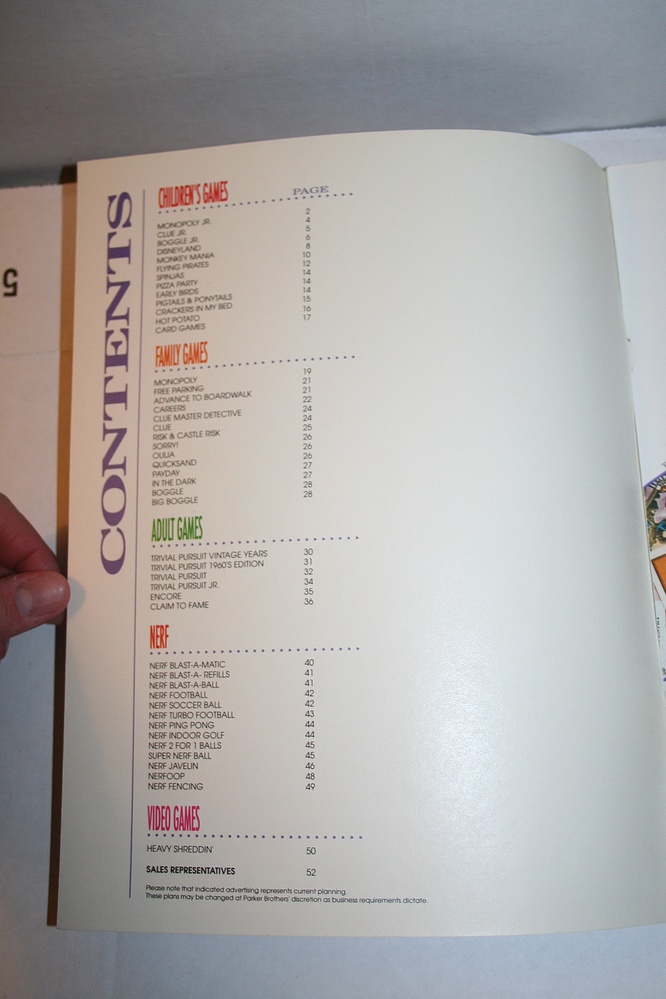 5
CONTENTS
CHILDREN'S GAMES PAGE
MONOPOLY JR. 2
CLUE JR. 4
BOGGLE JR. 5
DISNEYLAND 6
MONKEY MANIA 8
FLYING PIRATES 10
SPINJAS 12
PIZZA PARTY 14
EARLY BIRDS 14
PIGTAILS & PONYTAILS 14
CRACKERS IN MY BED 15
HOT POTATO 16
CARD GAMES 17
FAMILY GAMES
MONOPOLY 19
FREE PARKING 21
ADVANCE TO BOARDWALK 21
CAREERS 22
CLUE MASTER DETECTIVE 24
CLUE 24
RISK & CASTLE RISK 25
SORRY! 26
OUIJA 26
QUICKSAND 26
PAYDAY 27
IN THE DARK 27
BOGGLE 28
BIG BOGGLE 28
ADULT GAMES
TRIVIAL PURSUIT VINTAGE YEARS 30
TRIVIAL PURSUIT 1960'S EDITION 31
TRIVIAL PURSUIT 32
TRIVIAL PURSUIT JR. 34
ENCORE 35
CLAIM TO FAME 36
NERF
NERF BLAST-A-MATIC 40
NERF BLAST-A- REFILLS 41
NERF BLAST-A-BALL 41
NERF FOOTBALL 42
NERF SOCCER BALL 42
NERF TURBO FOOTBALL 43
NERF PING PONG 44
NERF INDOOR GOLF 44
NERF 2 FOR 1 BALLS 45
SUPER NERF BALL 45
NERF JAVELIN 46
NERFOOP 48
NERF FENCING 49
VIDEO GAMES
HEAVY SHREDDIN' 50
SALES REPRESENTATIVES 52
Please note that indicated advertising represents current planning.
These plans may be changed at Parker Brothers' discretion as business requirements dictate.